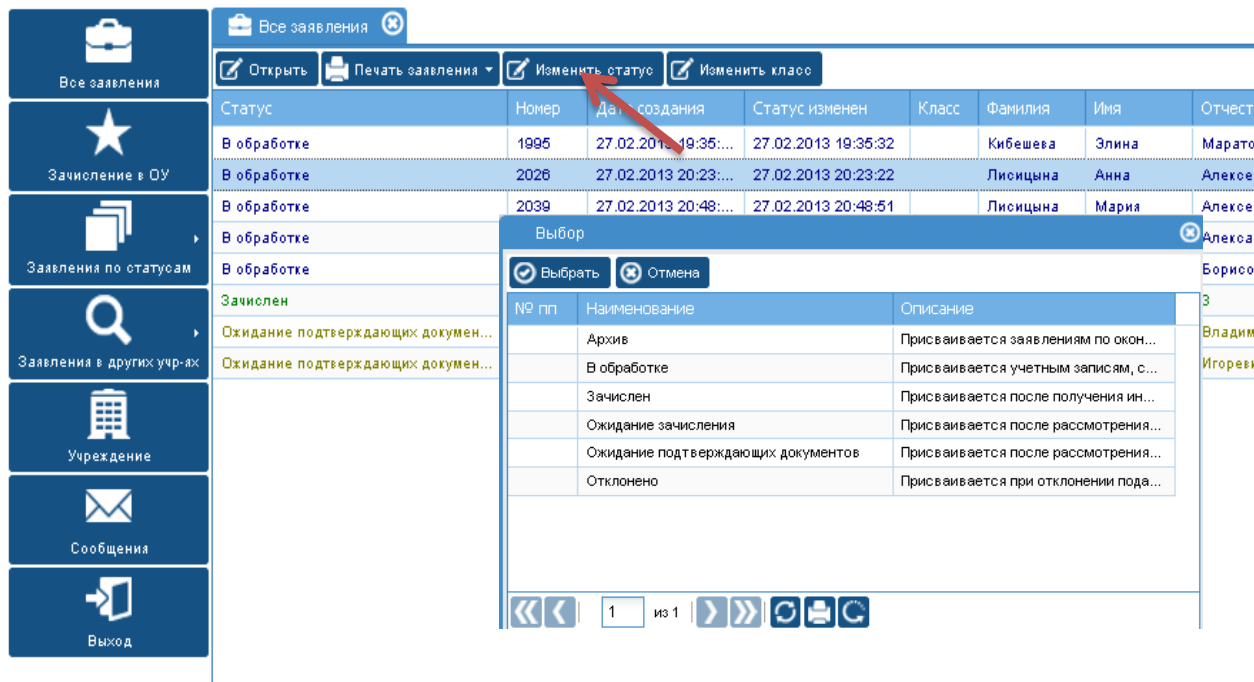 Все заявления
Все заявления
Открыть Печать заявления Изменить статус Изменить класс
Статус Номер Дата создания Статус изменен Класс Фамилия Имя Отчест
В обработке 1995 27.02.2013 19:35:... 27.02.2013 19:35:32 Кибешева Элина Марато
Зачисление в ОУ
В обработке 2026 27.02.2013 20:23:... 27.02.2013 20:23:22 Лисицына Анна Алексе
В обработке 2039 27.02.2013 20:48:... 27.02.2013 20:48:51 Лисицына Мария Алексе
В обработке Алекса
Заявления по статусам
В обработке Борисо
Зачислен З
Ожидание подтверждающих докумен... Владим
Заявления в других учр-ях
Ожидание подтверждающих докумен... Игореви
Учреждение
Сообщения
Выход
Выбор
Выбрать Отмена
№ пп Наименование Описание
Архив Присваивается заявлениям по окон...
В обработке Присваивается учетным записям, с...
Зачислен Присваивается после получения ин...
Ожидание зачисления Присваивается после рассмотрения...
Ожидание подтверждающих документов Присваивается после рассмотрения...
Отклонено Присваивается при отклонении пода...
1 из 1